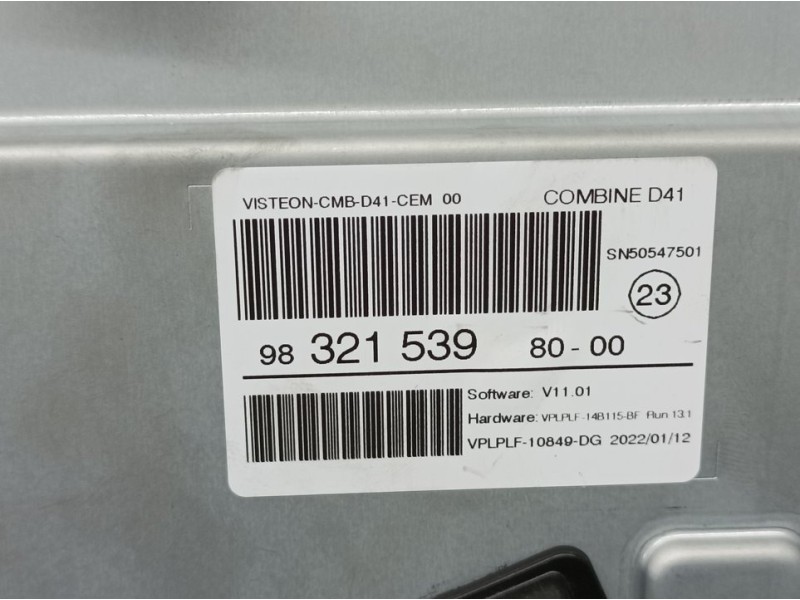 VISTEON-CMB-D41-CEM 00 COMBINE D41
SN50547501
23
98 321 539 80-00
Software: V11.01
Hardware: VPLPLF-14B115-BF Run 13.1
VPLPLF-10849-DG 2022/01/12